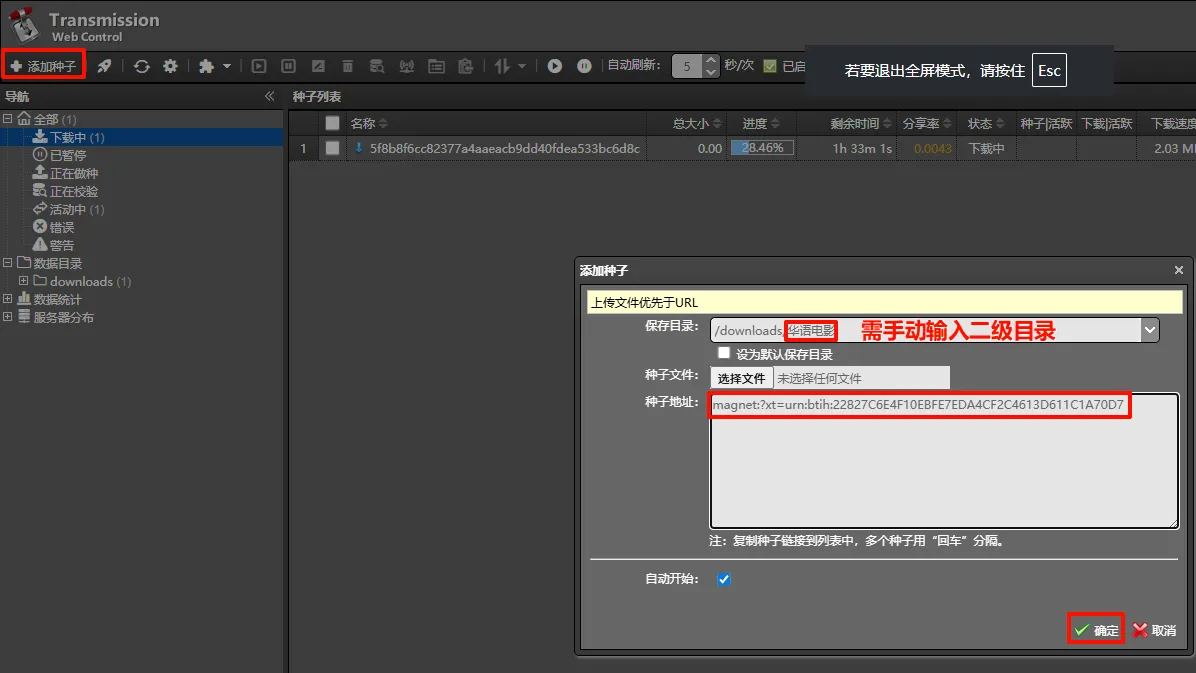 Transmission
Web Control
添加种子
自动刷新: 5 秒/次 已启
若要退出全屏模式，请按住 Esc
导航
种子列表
全部 (1)
下载中 (1)
已暂停
正在做种
正在校验
活动中 (1)
错误
警告
数据目录
downloads (1)
数据统计
服务器分布
名称 总大小 进度 剩余时间 分享率 状态 种子|活跃 下载|活跃 下载速度
1 5f8b8f6cc82377a4aaeacb9dd40fdea533bc6d8c 0.00 28.46% 1h 33m 1s 0.0043 下载中 2.03 M
添加种子
上传文件优先于URL
保存目录: /downloads/华语电影 需手动输入二级目录
设为默认保存目录
种子文件: 选择文件 未选择任何文件
种子地址: magnet:?xt=urn:btih:22827C6E4F10EBFE7EDA4CF2C4613D611C1A70D7
注：复制种子链接到列表中，多个种子用“回车”分隔。
自动开始:
确定 取消